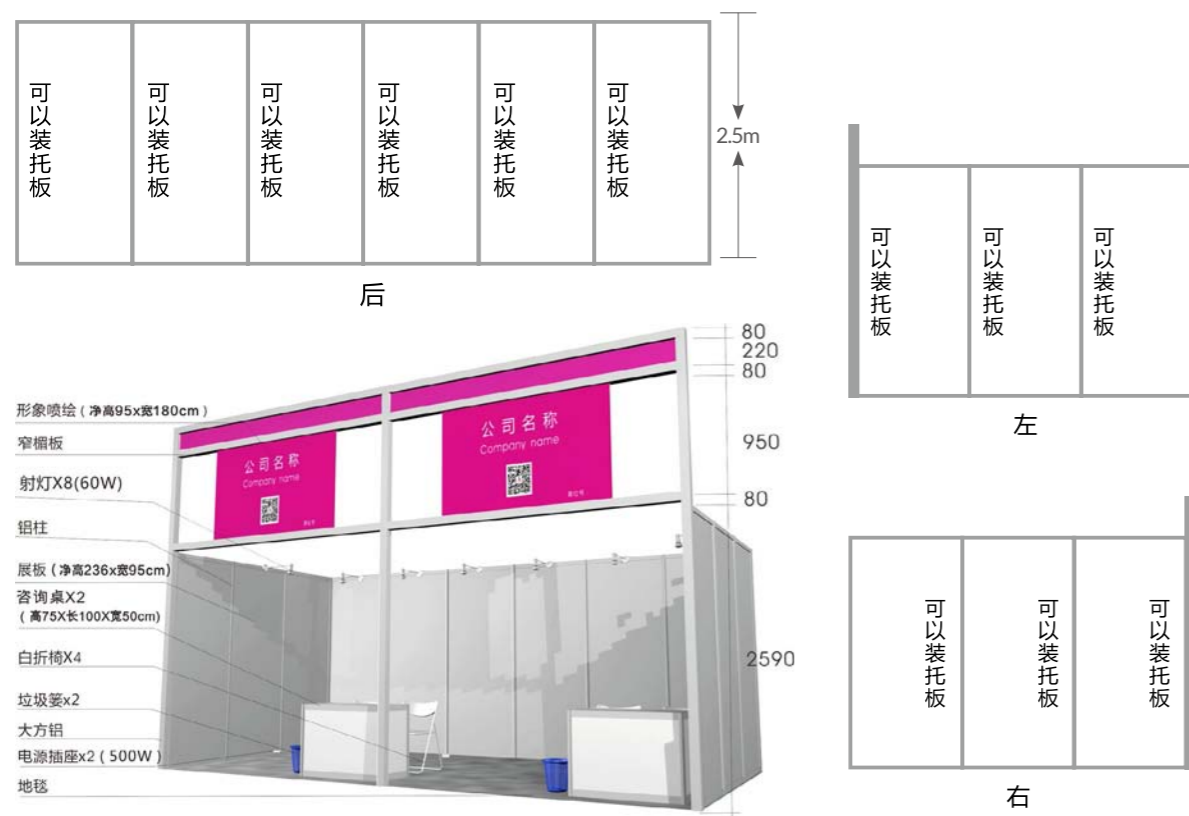 可以装托板
可以装托板
可以装托板
可以装托板
可以装托板
可以装托板
2.5m
后
可以装托板
可以装托板
可以装托板
左
80
220
80
950
80
2590
形象喷绘(净高95x宽180cm)
窄楣板
射灯X8(60W)
铝柱
展板(净高236x宽95cm)
咨询桌X2
(高75X长100X宽50cm)
白折椅X4
垃圾篓x2
大方铝
电源插座x2(500W)
地毯
公司名称
Company name
公司名称
Company name
可以装托板
可以装托板
可以装托板
右